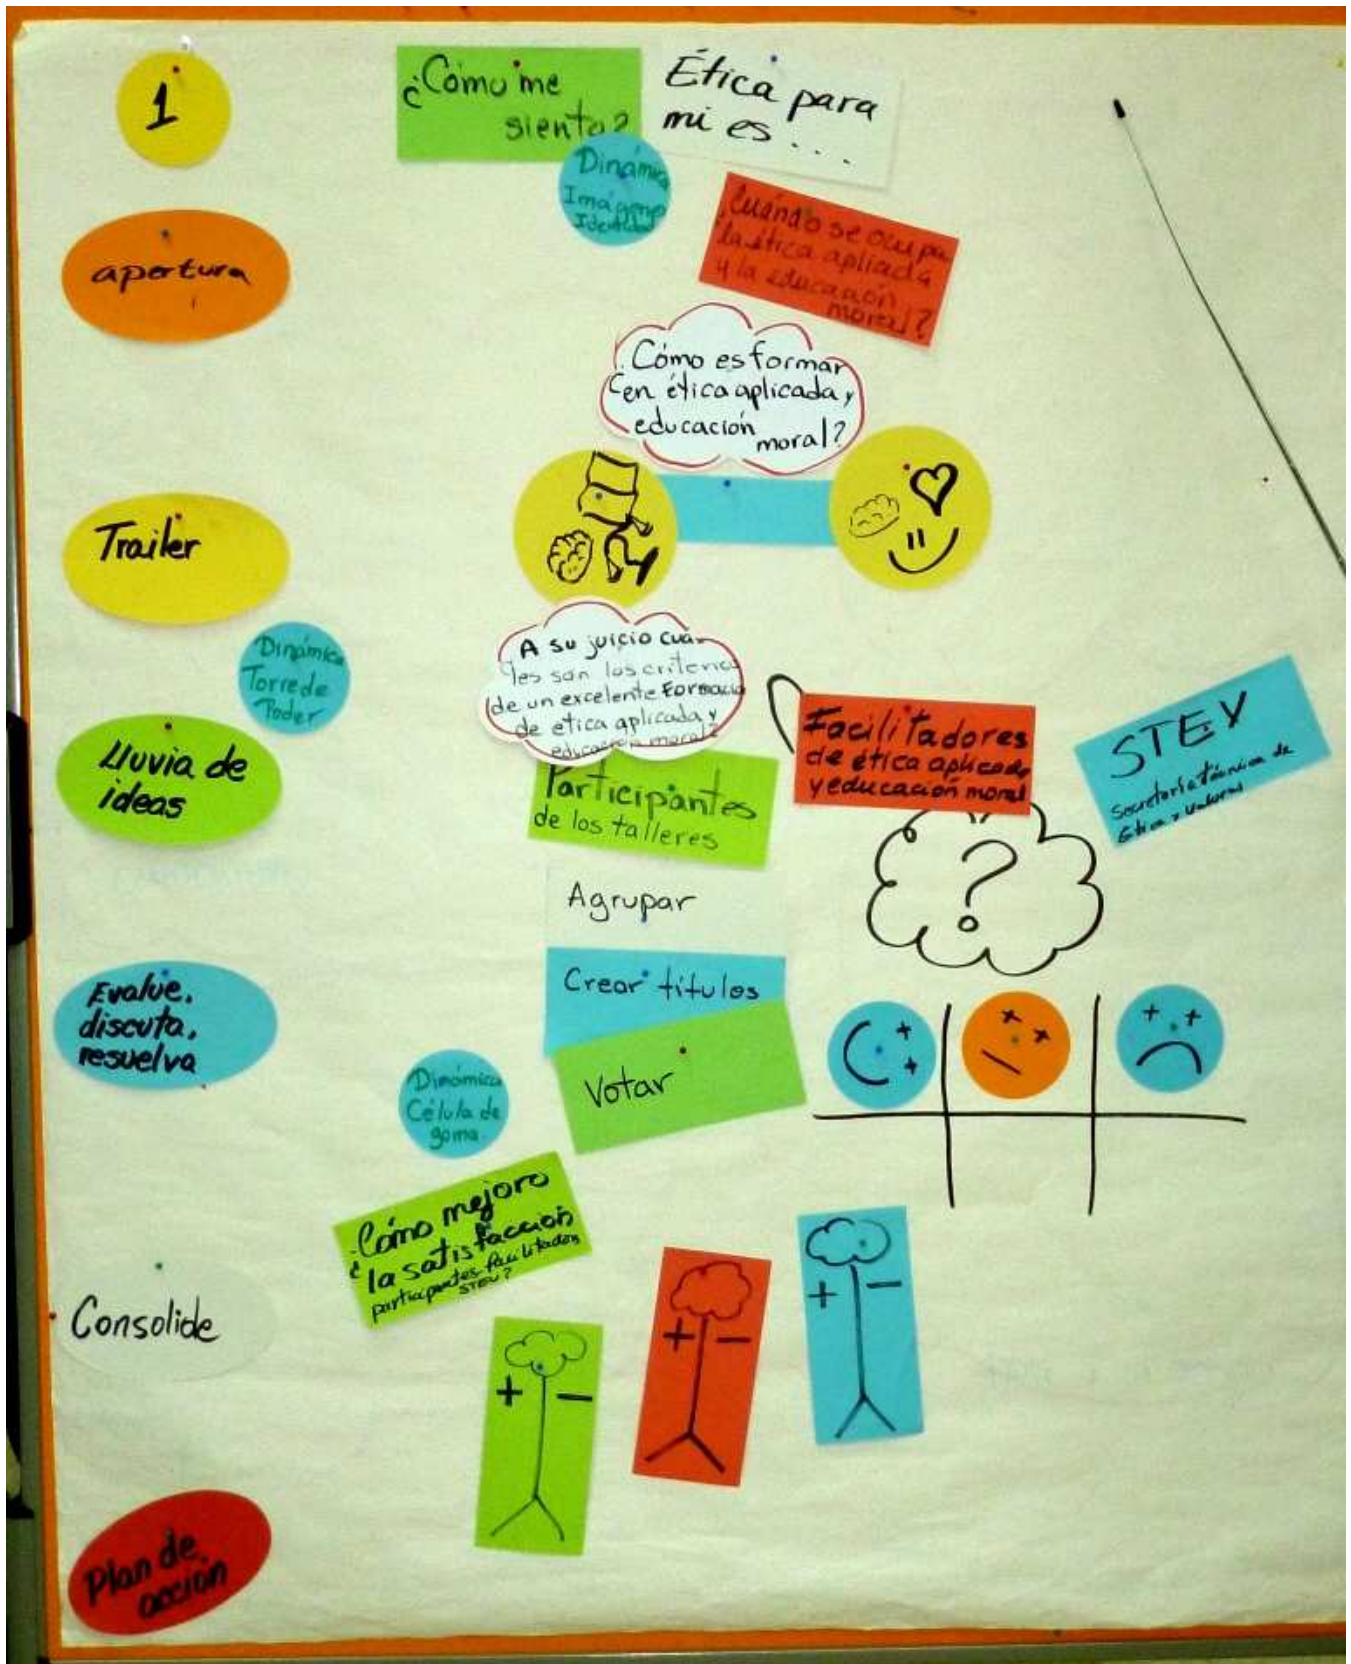 1
¿Cómo me
siento?
Ética para
mi es . . .
Dinámica
Imágenes
Identidad
apertura
¿Cuándo se ocupa
la ética aplicada
y la educación
moral?
¿Cómo es formar
en ética aplicada y
educación
moral?
Trailer
A su juicio cuá-
les son los criterios
de un excelente Formación
de etica aplicada y
educación moral?
Dinámica
Torre de
Poder
Lluvia de
ideas
Participantes
de los talleres
Facilitadores
de ética aplicada
y educación moral
STEV
Secretaría Técnica de
Ética y Valores
?
Agrupar
Crear títulos
Votar
Evalue,
discuta,
resuelva
Dinámica
Célula de
goma
¿Cómo mejoro
la satisfacción
participantes facilitadores
STEV?
+ −
+ −
+ −
Consolide
Plan de
acción